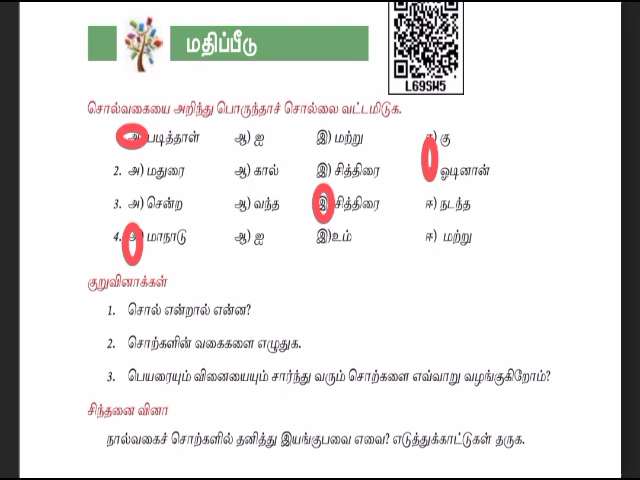 மதிப்பீடு
L69SW5
சொல்வகையை அறிந்து பொருந்தாச் சொல்லை வட்டமிடுக.
அ) படித்தாள் ஆ) ஐ இ) மற்று ஈ) கு
2. அ) மதுரை ஆ) கால் இ) சித்திரை ஓடினான்
3. அ) சென்ற ஆ) வந்த இ) சித்திரை ஈ) நடந்த
4. அ) மாநாடு ஆ) ஐ இ)உம் ஈ) மற்று
குறுவினாக்கள்
1. சொல் என்றால் என்ன?
2. சொற்களின் வகைகளை எழுதுக.
3. பெயரையும் வினையையும் சார்ந்து வரும் சொற்களை எவ்வாறு வழங்குகிறோம்?
சிந்தனை வினா
நால்வகைச் சொற்களில் தனித்து இயங்குபவை எவை? எடுத்துக்காட்டுகள் தருக.